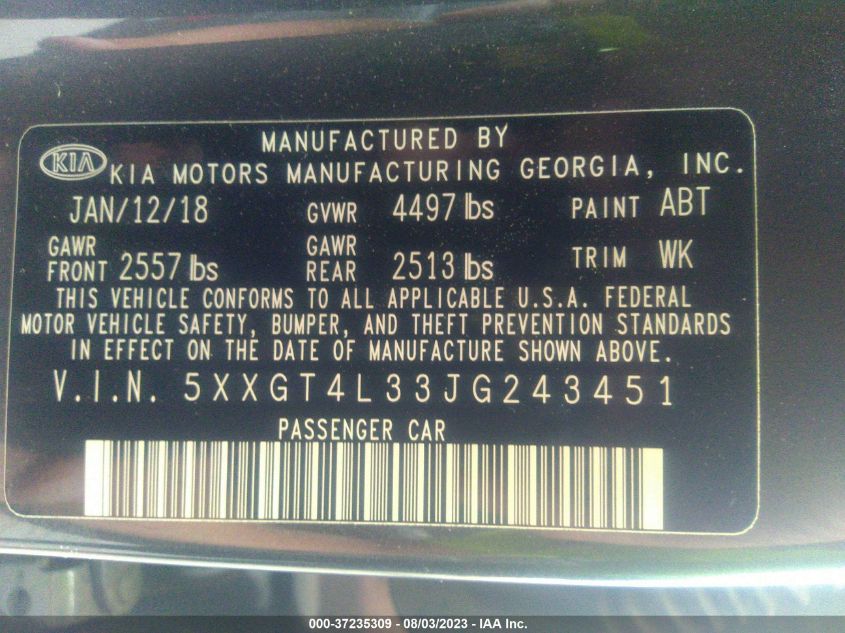 MANUFACTURED BY
KIA KIA MOTORS MANUFACTURING GEORGIA, INC.
JAN/12/18 GVWR 4497 lbs PAINT ABT
GAWR FRONT 2557 lbs GAWR REAR 2513 lbs TRIM WK
THIS VEHICLE CONFORMS TO ALL APPLICABLE U.S.A. FEDERAL
MOTOR VEHICLE SAFETY, BUMPER, AND THEFT PREVENTION STANDARDS
IN EFFECT ON THE DATE OF MANUFACTURE SHOWN ABOVE.
V.I.N. 5XXGT4L33JG243451
PASSENGER CAR
000-37235309 - 08/03/2023 - IAA Inc.